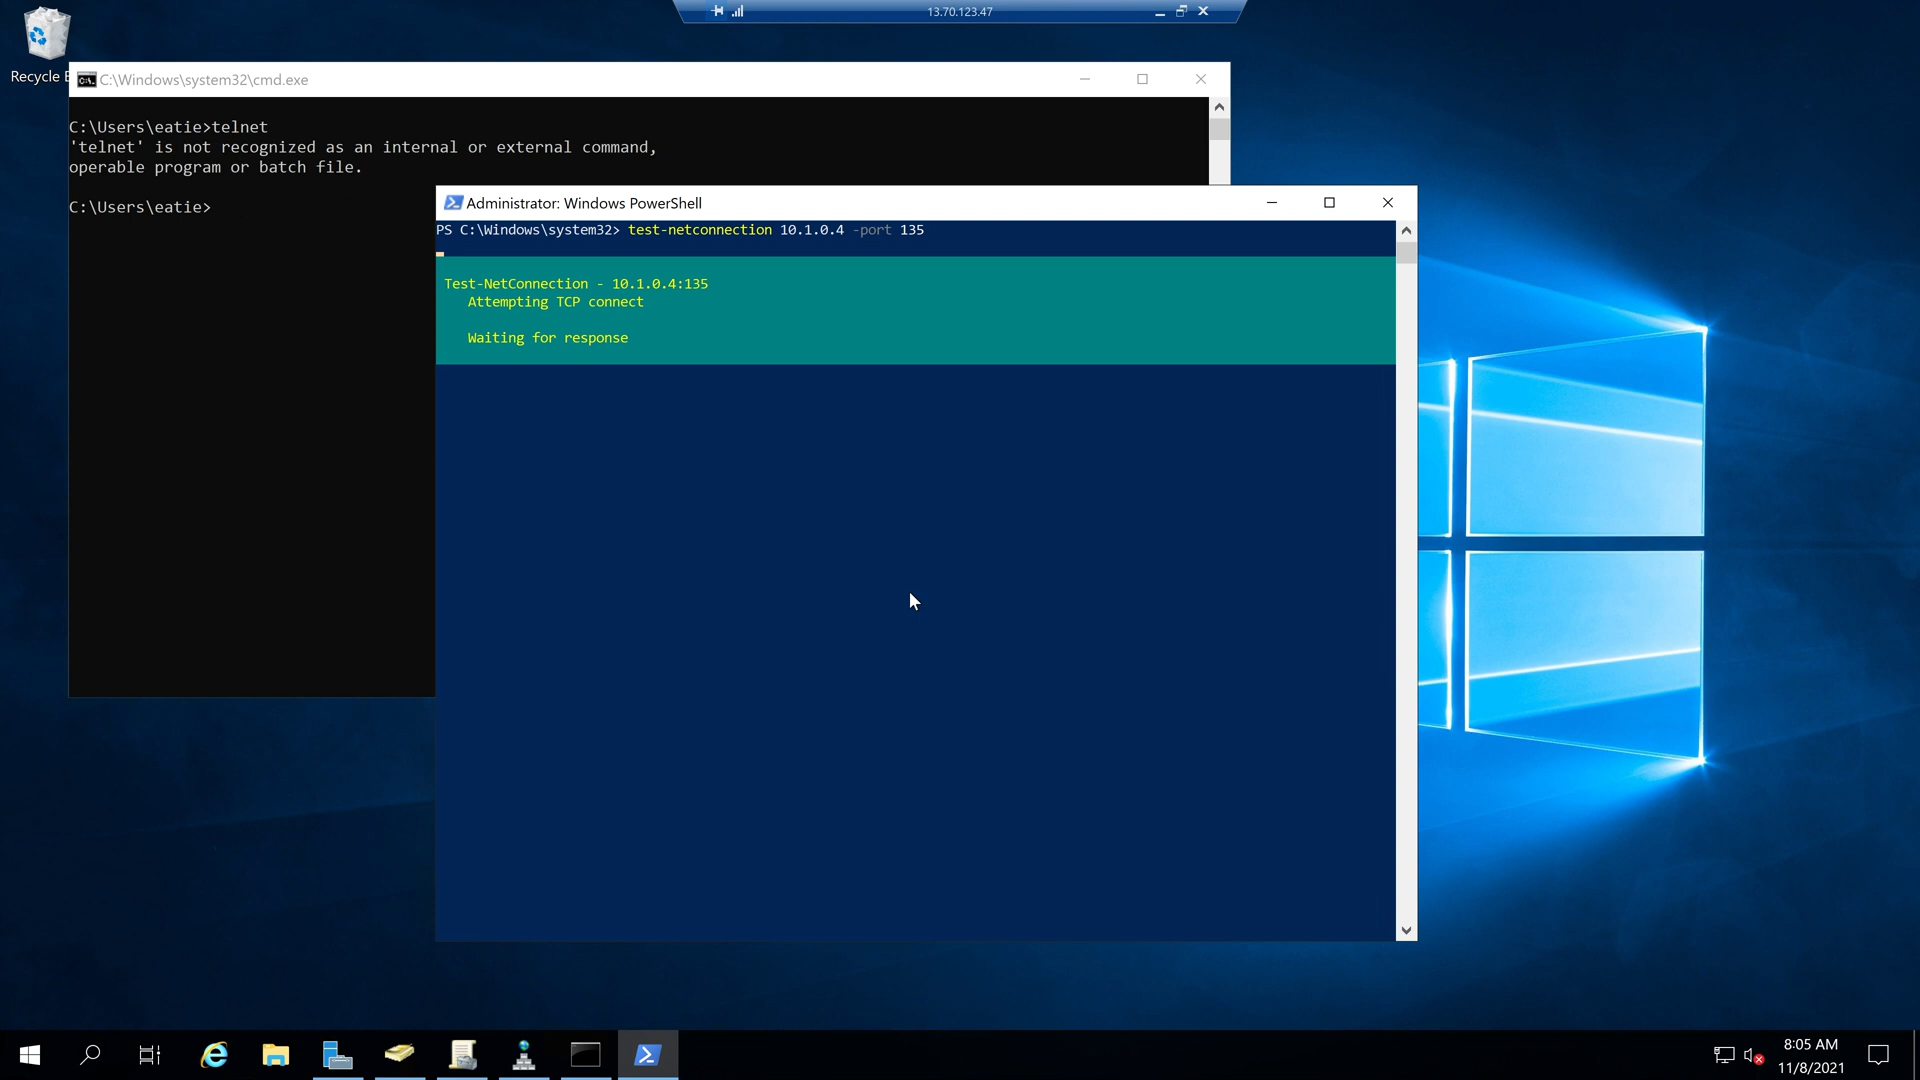 13.70.123.47
Recycle
C:\Windows\system32\cmd.exe
C:\Users\eatie>telnet
'telnet' is not recognized as an internal or external command,
operable program or batch file.
C:\Users\eatie>
Administrator: Windows PowerShell
PS C:\Windows\system32> test-netconnection 10.1.0.4 -port 135
Test-NetConnection - 10.1.0.4:135
Attempting TCP connect
Waiting for response
8:05 AM
11/8/2021